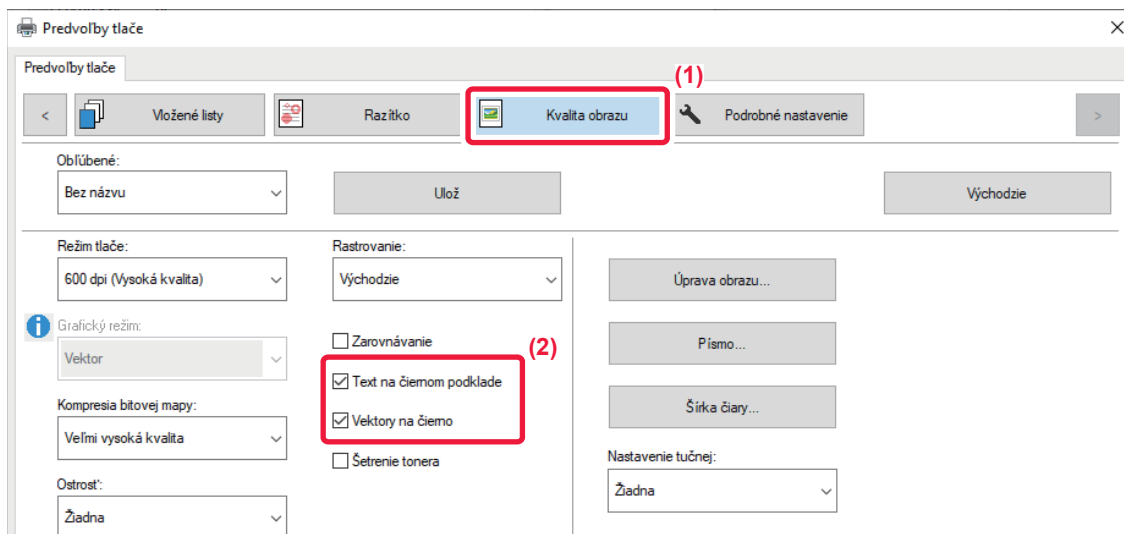 Predvoľby tlače
Predvoľby tlače
(1)
< Vložené listy Razítko Kvalita obrazu Podrobné nastavenie >
Obľúbené:
Bez názvu Ulož Východzie
Režim tlače: Rastrovanie:
600 dpi (Vysoká kvalita) Východzie Úprava obrazu...
Grafický režim:
Zarovnávanie (2)
Vektor Písmo...
Text na čiernom podklade
Kompresia bitovej mapy: Šírka čiary...
Vektory na čierno
Veľmi vysoká kvalita
Šetrenie tonera Nastavenie tučnej:
Ostrosť: Žiadna
Žiadna